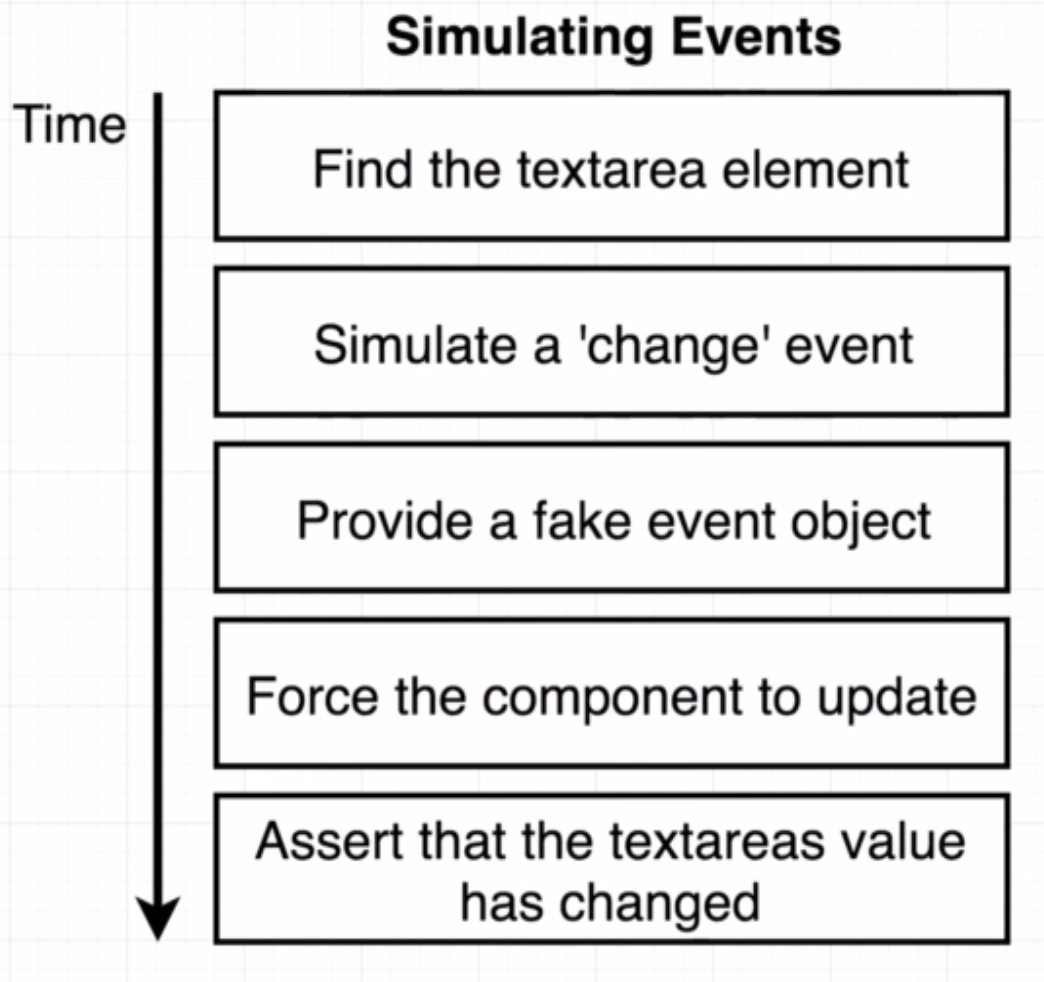 Simulating Events
Time
Find the textarea element
Simulate a 'change' event
Provide a fake event object
Force the component to update
Assert that the textareas value
has changed